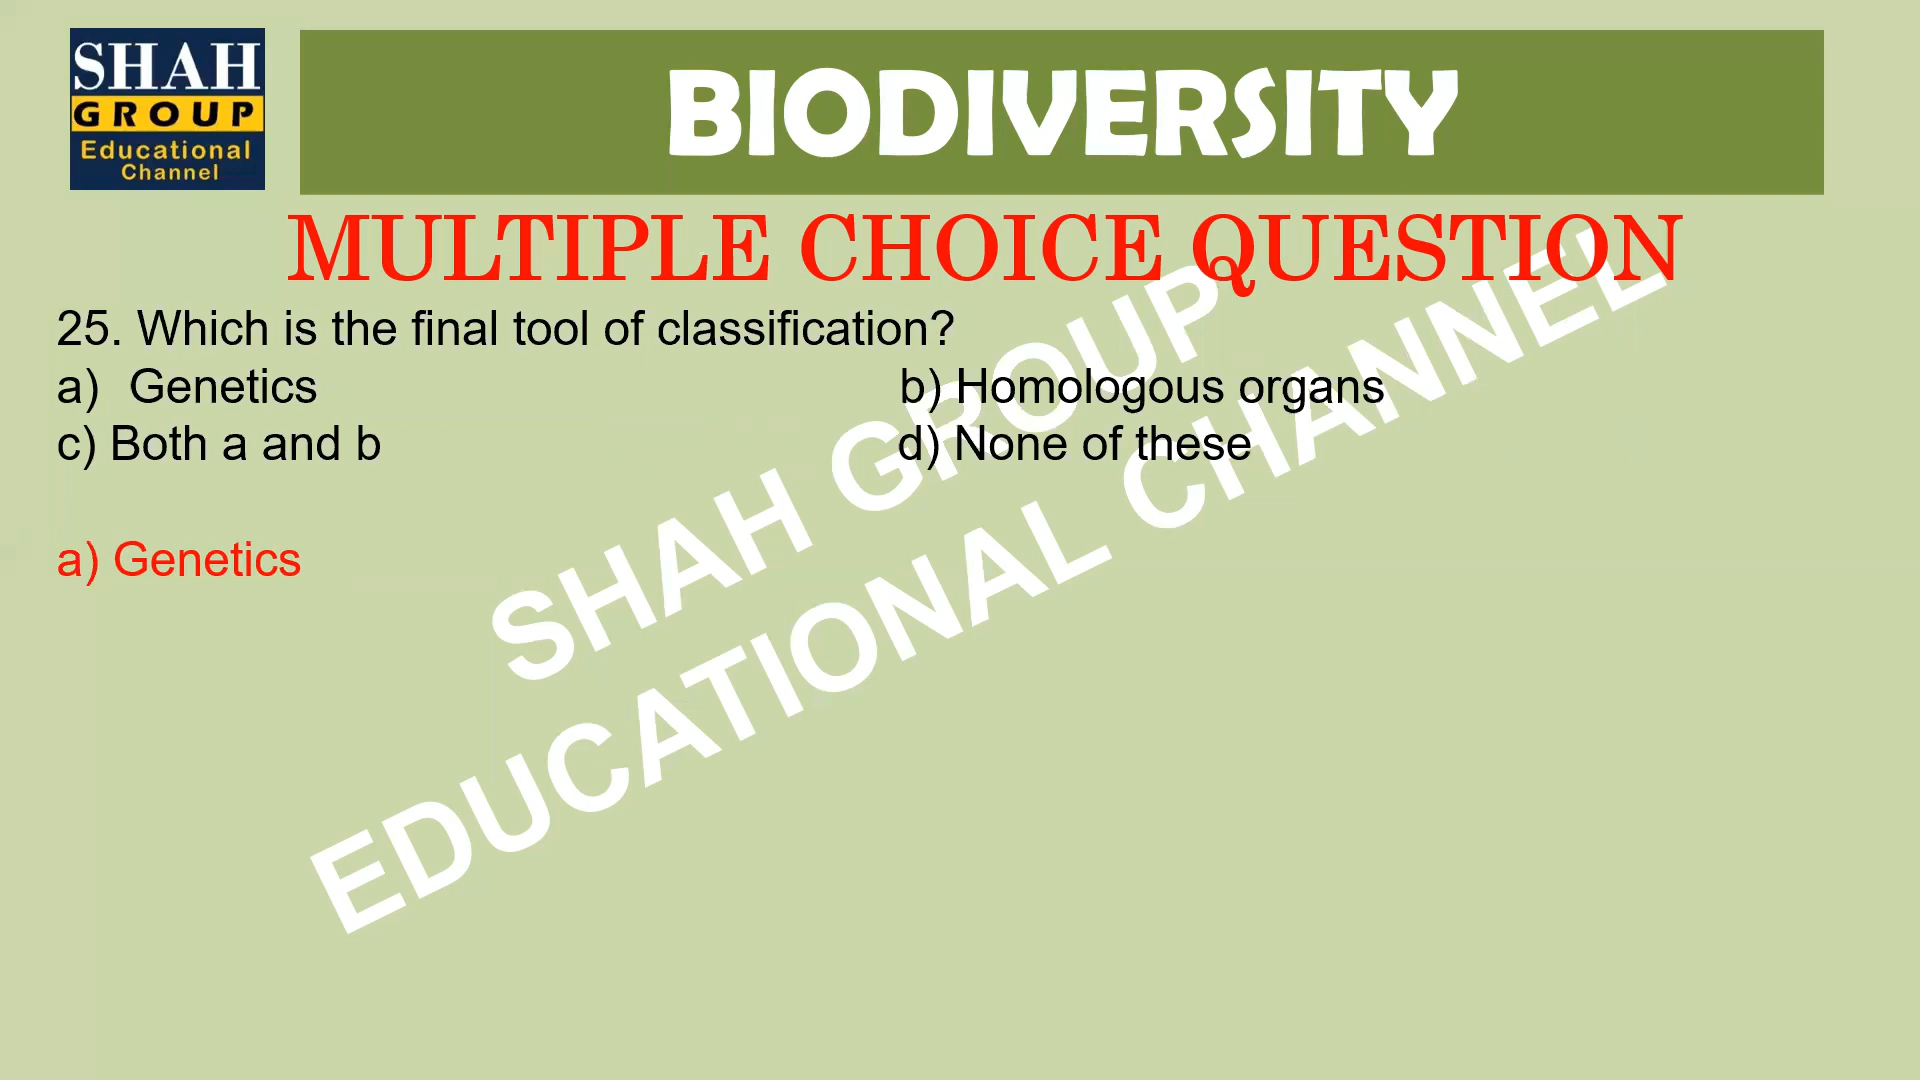 SHAH
GROUP
Educational
Channel
BIODIVERSITY
MULTIPLE CHOICE QUESTION
25. Which is the final tool of classification?
a) Genetics b) Homologous organs
c) Both a and b d) None of these
a) Genetics
SHAH GROUP
EDUCATIONAL CHANNEL